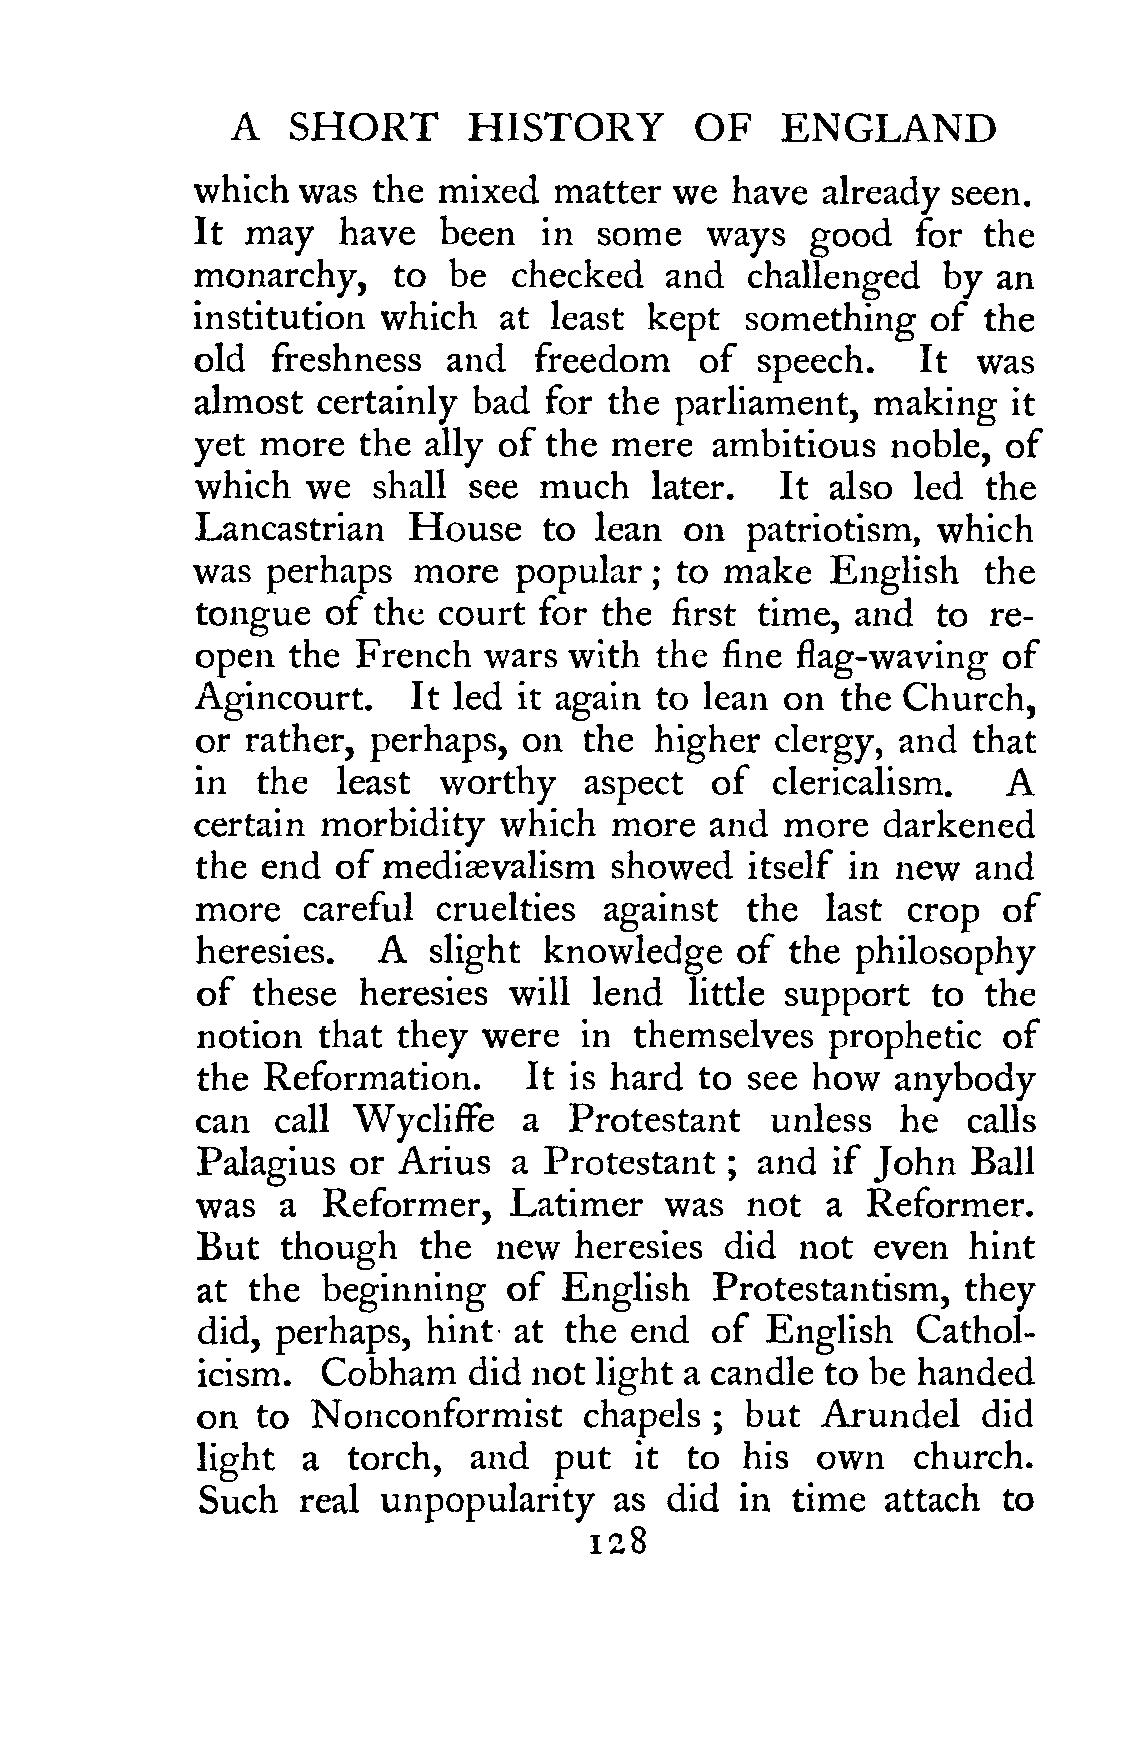 A SHORT HISTORY OF ENGLAND
which was the mixed matter we have already seen.
It may have been in some ways good for the
monarchy, to be checked and challenged by an
institution which at least kept something of the
old freshness and freedom of speech. It was
almost certainly bad for the parliament, making it
yet more the ally of the mere ambitious noble, of
which we shall see much later. It also led the
Lancastrian House to lean on patriotism, which
was perhaps more popular ; to make English the
tongue of the court for the first time, and to re-
open the French wars with the fine flag-waving of
Agincourt. It led it again to lean on the Church,
or rather, perhaps, on the higher clergy, and that
in the least worthy aspect of clericalism. A
certain morbidity which more and more darkened
the end of mediævalism showed itself in new and
more careful cruelties against the last crop of
heresies. A slight knowledge of the philosophy
of these heresies will lend little support to the
notion that they were in themselves prophetic of
the Reformation. It is hard to see how anybody
can call Wycliffe a Protestant unless he calls
Palagius or Arius a Protestant ; and if John Ball
was a Reformer, Latimer was not a Reformer.
But though the new heresies did not even hint
at the beginning of English Protestantism, they
did, perhaps, hint at the end of English Cathol-
icism. Cobham did not light a candle to be handed
on to Nonconformist chapels ; but Arundel did
light a torch, and put it to his own church.
Such real unpopularity as did in time attach to
128